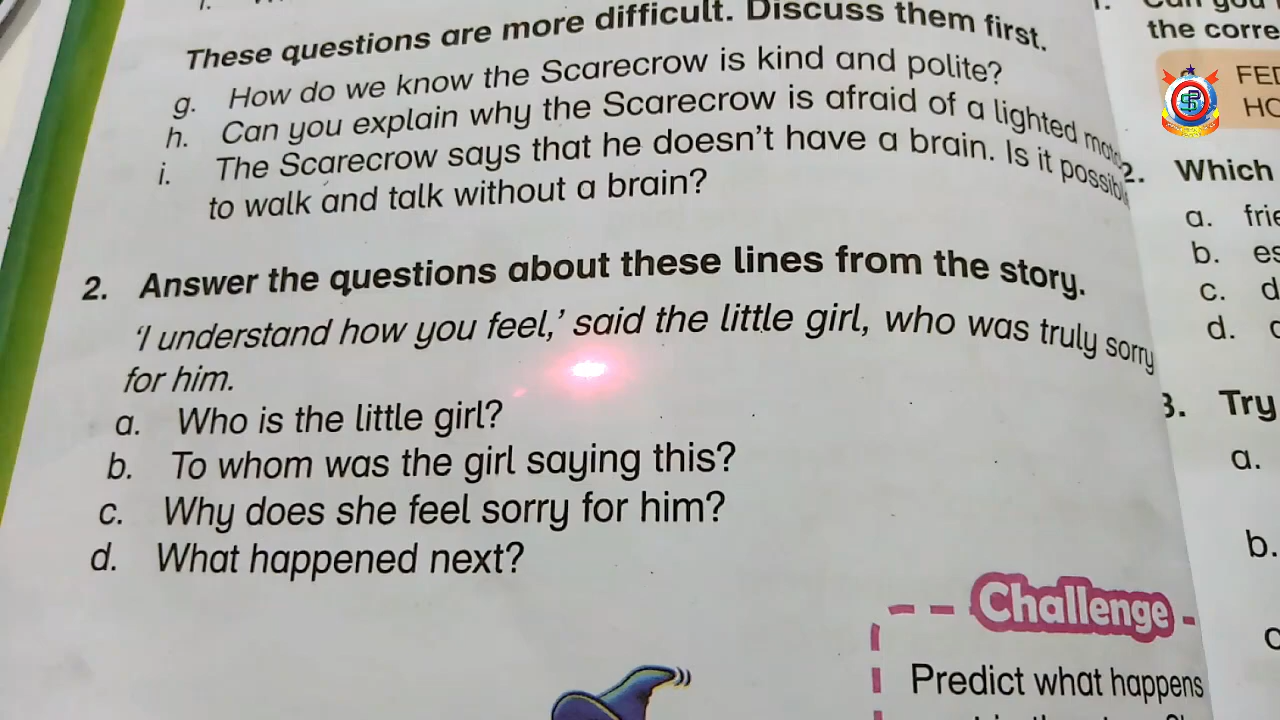 These questions are more difficult. Discuss them first.
g. How do we know the Scarecrow is kind and polite?
h. Can you explain why the Scarecrow is afraid of a lighted
i. The Scarecrow says that he doesn't have a brain. Is it
to walk and talk without a brain?
2. Answer the questions about these lines from the story.
'I understand how you feel,' said the little girl, who was truly sorry
for him.
a. Who is the little girl?
b. To whom was the girl saying this?
c. Why does she feel sorry for him?
d. What happened next?
Challenge
Predict what happens
the
2. Which
a.
b.
c.
d.
3. Try
a.
b.